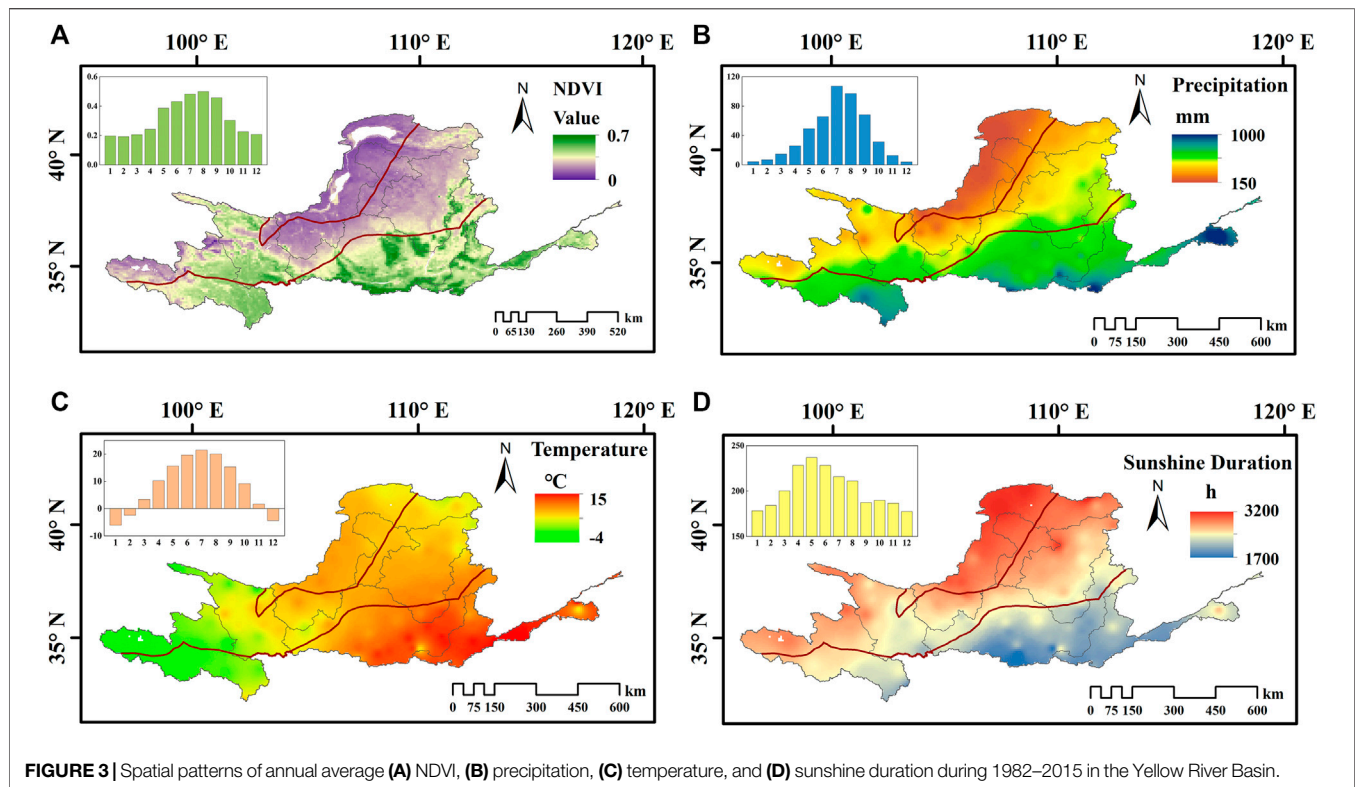 A
100° E 110° E 120° E
40° N
35° N
0.6
0.4
0.2
0.0
1 2 3 4 5 6 7 8 9 10 11 12
N
NDVI
Value
0.7
0
km
0 65 130 260 390 520
B
100° E 110° E 120° E
40° N
35° N
120
80
40
0
1 2 3 4 5 6 7 8 9 10 11 12
N
Precipitation
mm
1000
150
km
0 75 150 300 450 600
C
100° E 110° E 120° E
40° N
35° N
20
10
0
-10
1 2 3 4 5 6 7 8 9 10 11 12
N
Temperature
°C
15
-4
km
0 75 150 300 450 600
D
100° E 110° E 120° E
40° N
35° N
250
200
150
1 2 3 4 5 6 7 8 9 10 11 12
N
Sunshine Duration
h
3200
1700
km
0 75 150 300 450 600
FIGURE 3 | Spatial patterns of annual average (A) NDVI, (B) precipitation, (C) temperature, and (D) sunshine duration during 1982–2015 in the Yellow River Basin.